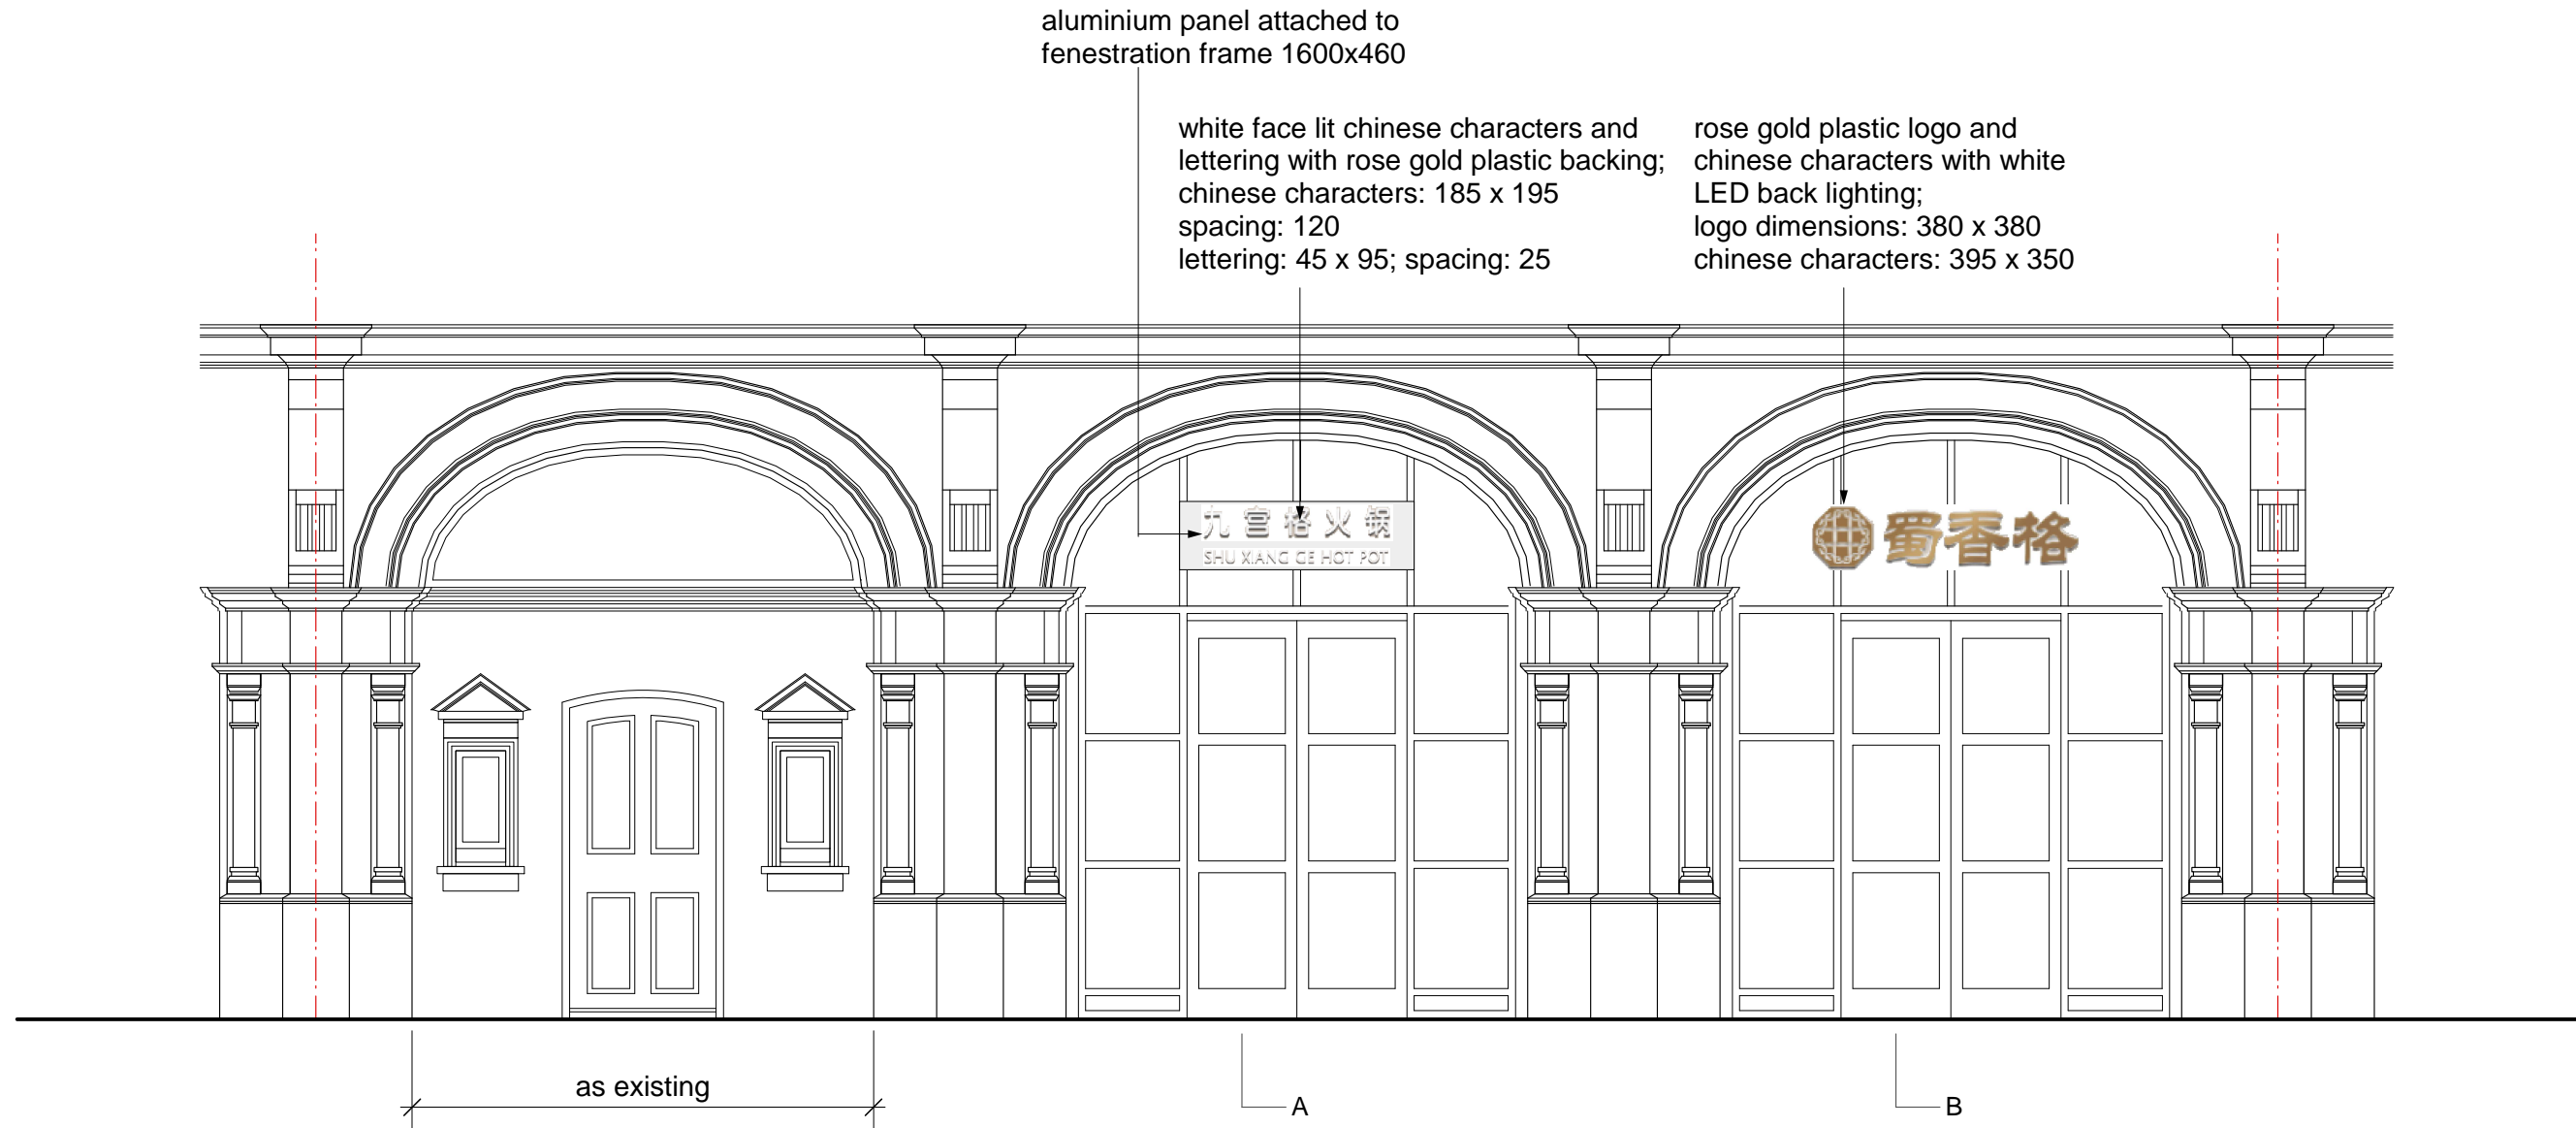 aluminium panel attached to
fenestration frame 1600x460
white face lit chinese characters and
lettering with rose gold plastic backing;
chinese characters: 185 x 195
spacing: 120
lettering: 45 x 95; spacing: 25
rose gold plastic logo and
chinese characters with white
LED back lighting;
logo dimensions: 380 x 380
chinese characters: 395 x 350
九宫格火锅
SHU XIANG GE HOT POT
蜀香格
as existing
A
B